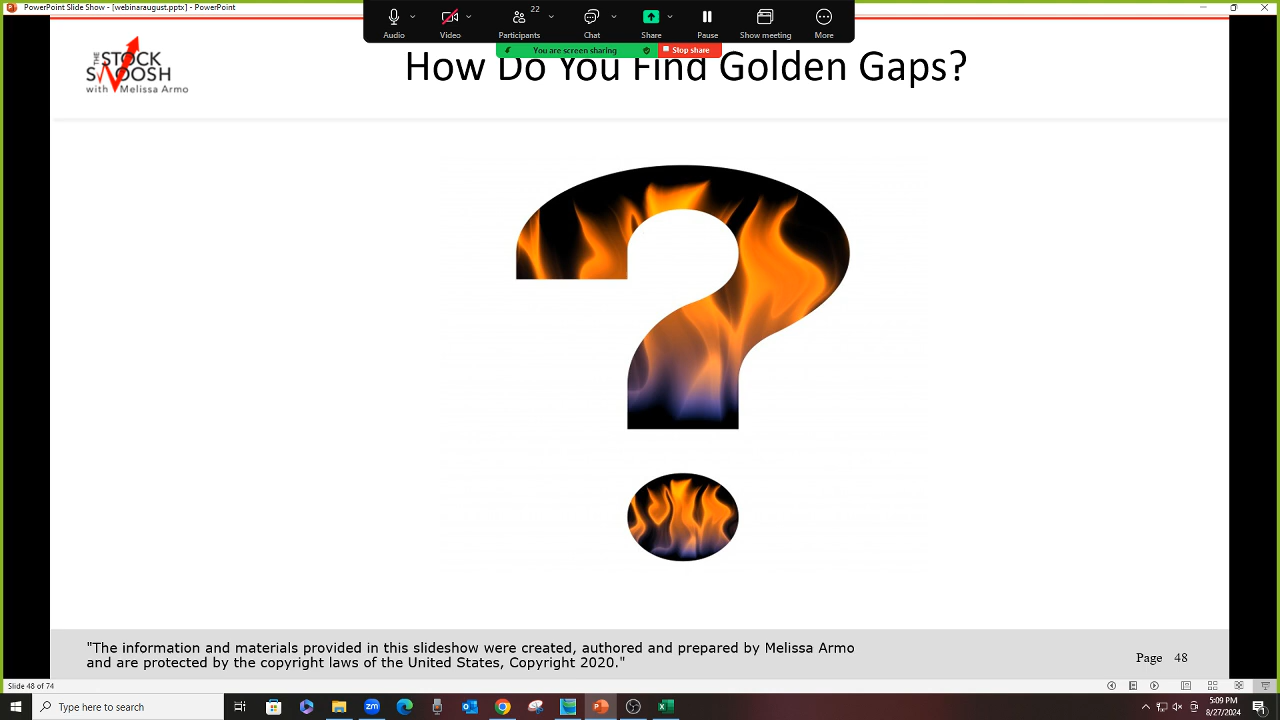 PowerPoint Slide Show - [webinaraugust.pptx] - PowerPoint
22
Audio Video Participants Chat Share Pause Show meeting More
You are screen sharing Stop share
THE STOCK
SWOOSH
with Melissa Armo
How Do You Find Golden Gaps?
"The information and materials provided in this slideshow were created, authored and prepared by Melissa Armo
and are protected by the copyright laws of the United States, Copyright 2020."
Page 48
Slide 48 of 74
Type here to search
5:09 PM
8/27/2024